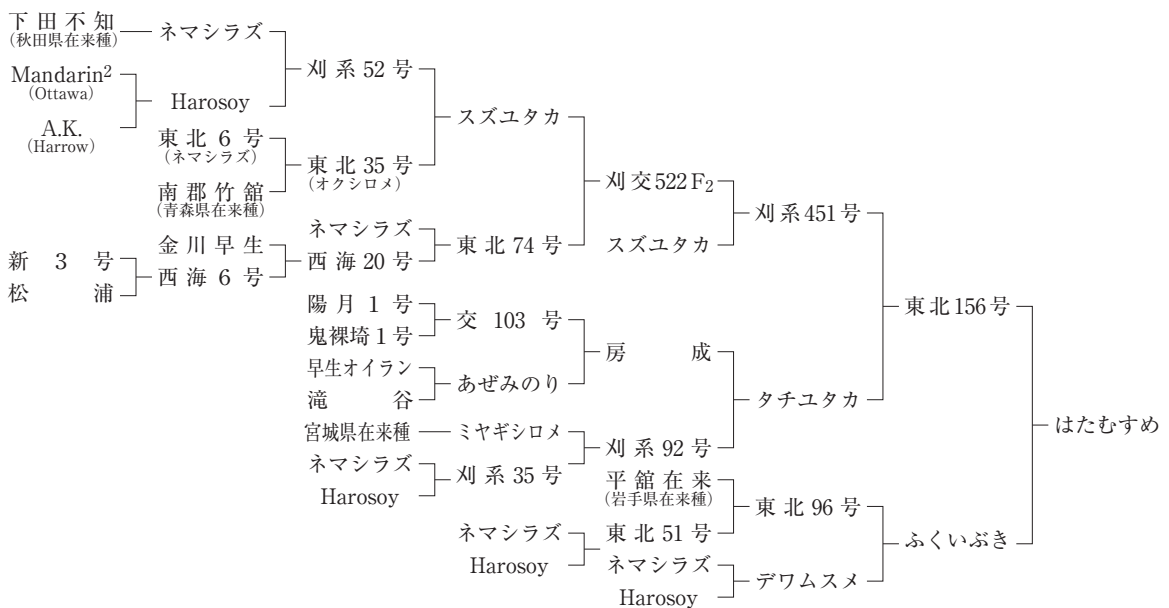 下田不知
(秋田県在来種)
ネマシラズ
刈系52号
Mandarin²
(Ottawa)
Harosoy
A.K.
(Harrow)
スズユタカ
東北6号
(ネマシラズ)
東北35号
(オクシロメ)
南郡竹舘
(青森県在来種)
刈交522F₂
刈系451号
スズユタカ
ネマシラズ
東北74号
金川早生
西海20号
新3号
西海6号
松浦
東北156号
陽月1号
交103号
鬼裸埼1号
房成
早生オイラン
あぜみのり
滝谷
タチユタカ
はたむすめ
宮城県在来種
ミヤギシロメ
刈系92号
ネマシラズ
刈系35号
Harosoy
平舘在来
(岩手県在来種)
東北96号
ネマシラズ
東北51号
Harosoy
ふくいぶき
ネマシラズ
デワムスメ
Harosoy